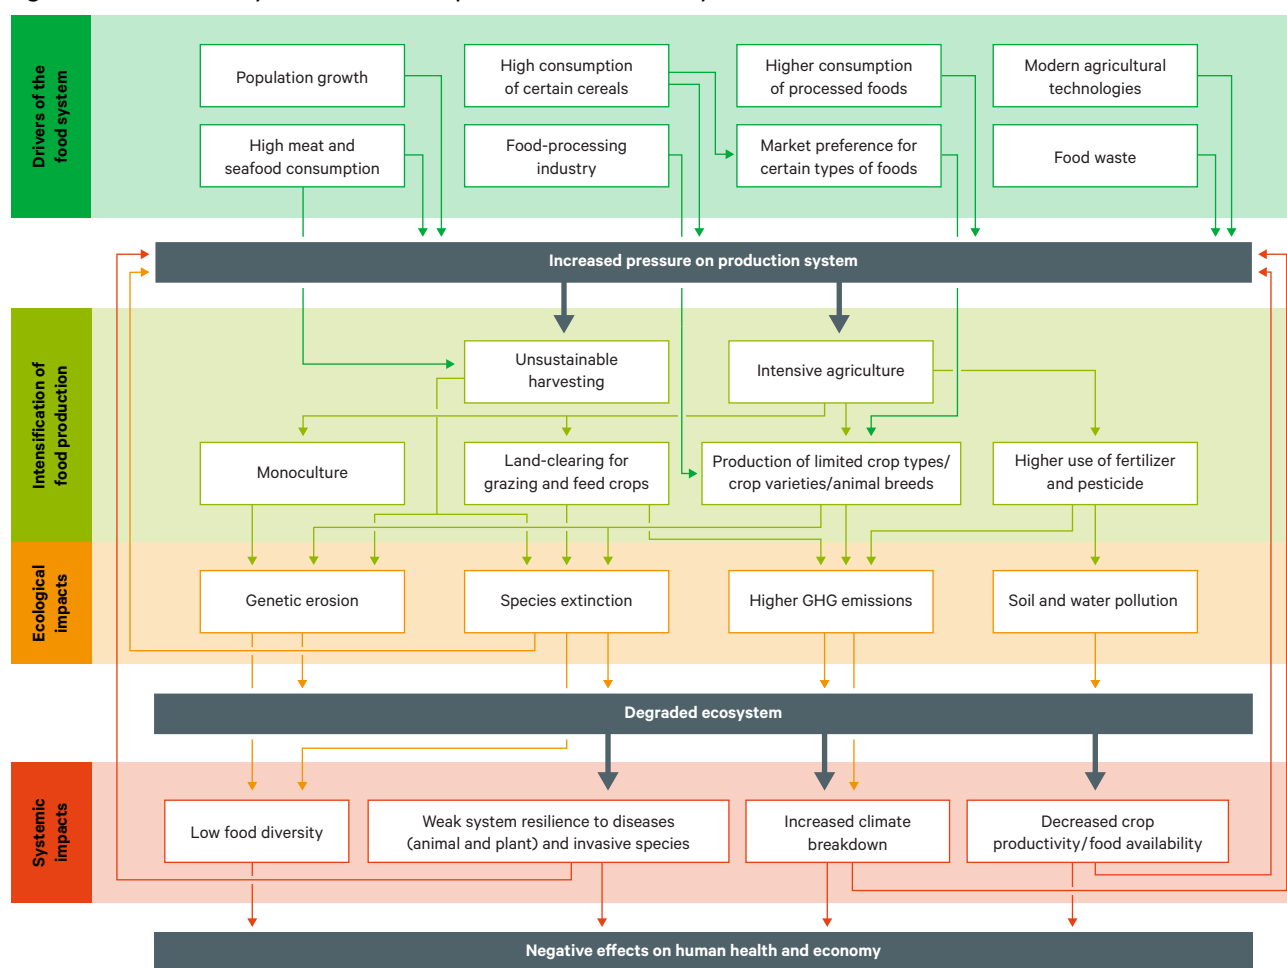 Drivers of the
food system
Population growth
High consumption
of certain cereals
Higher consumption
of processed foods
Modern agricultural
technologies
High meat and
seafood consumption
Food-processing
industry
Market preference for
certain types of foods
Food waste
Increased pressure on production system
Intensification of
food production
Unsustainable
harvesting
Intensive agriculture
Monoculture
Land-clearing for
grazing and feed crops
Production of limited crop types/
crop varieties/animal breeds
Higher use of fertilizer
and pesticide
Ecological
impacts
Genetic erosion
Species extinction
Higher GHG emissions
Soil and water pollution
Degraded ecosystem
Systemic
impacts
Low food diversity
Weak system resilience to diseases
(animal and plant) and invasive species
Increased climate
breakdown
Decreased crop
productivity/food availability
Negative effects on human health and economy